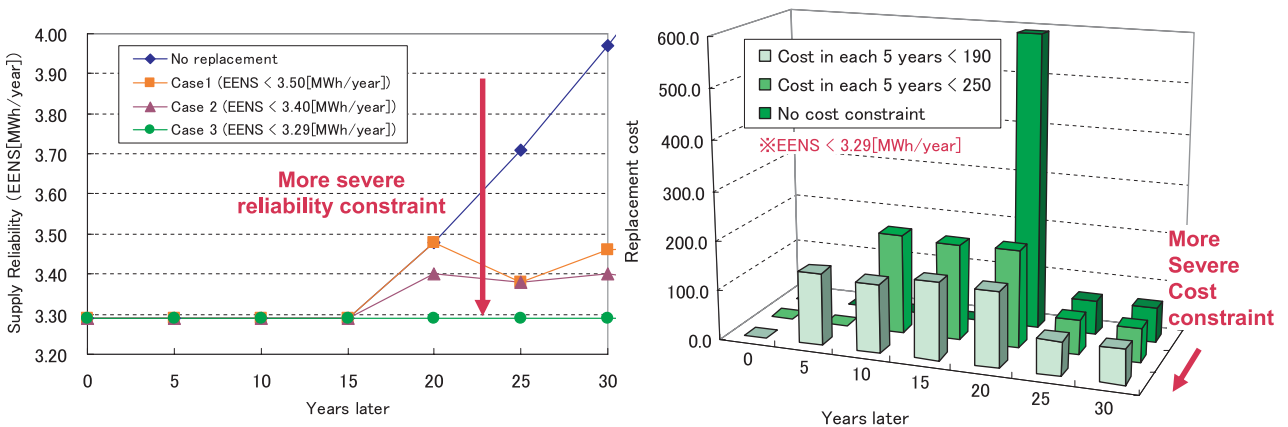 Supply Reliability (EENS[MWh/year])
4.00
3.90
3.80
3.70
3.60
3.50
3.40
3.30
3.20
No replacement
Case1 (EENS < 3.50[MWh/year])
Case 2 (EENS < 3.40[MWh/year])
Case 3 (EENS < 3.29[MWh/year])
More severe
reliability constraint
0 5 10 15 20 25 30
Years later
Replacement cost
600.0
500.0
400.0
300.0
200.0
100.0
0.0
Cost in each 5 years < 190
Cost in each 5 years < 250
No cost constraint
※EENS < 3.29[MWh/year]
More
Severe
Cost
constraint
0 5 10 15 20 25 30
Years later